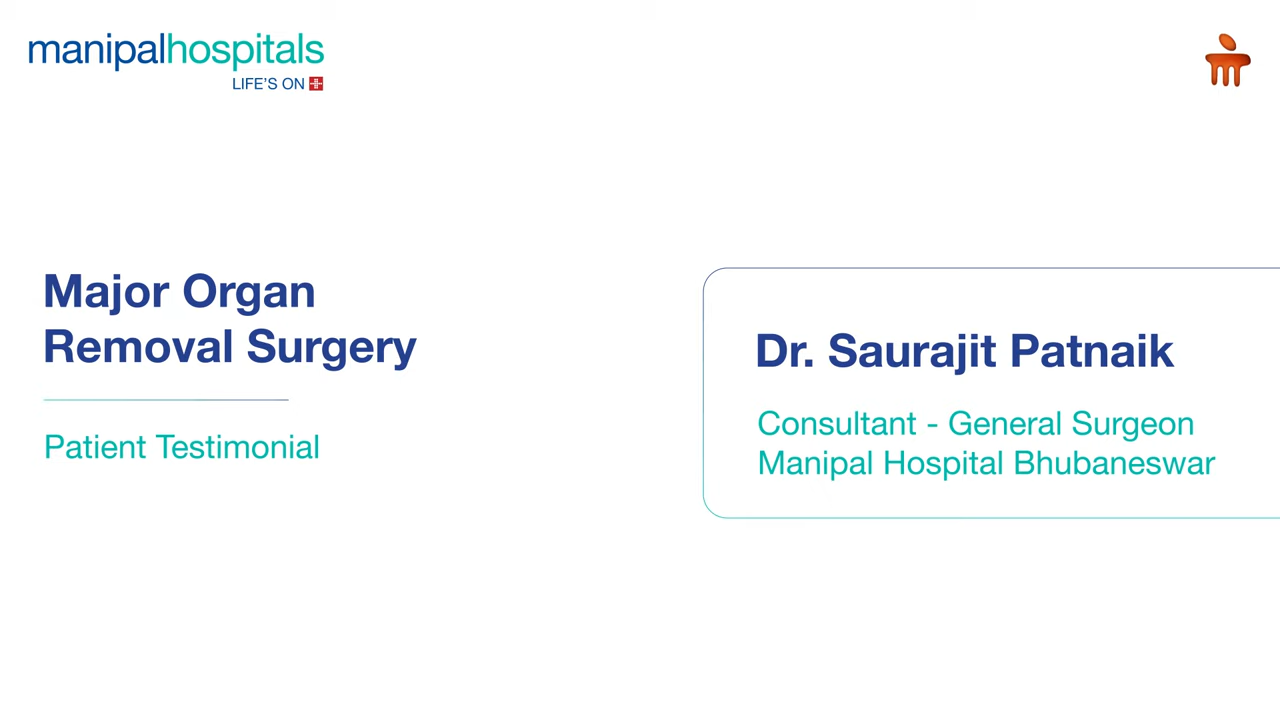 manipalhospitals
LIFE'S ON
Major Organ
Removal Surgery
Patient Testimonial
Dr. Saurajit Patnaik
Consultant - General Surgeon
Manipal Hospital Bhubaneswar